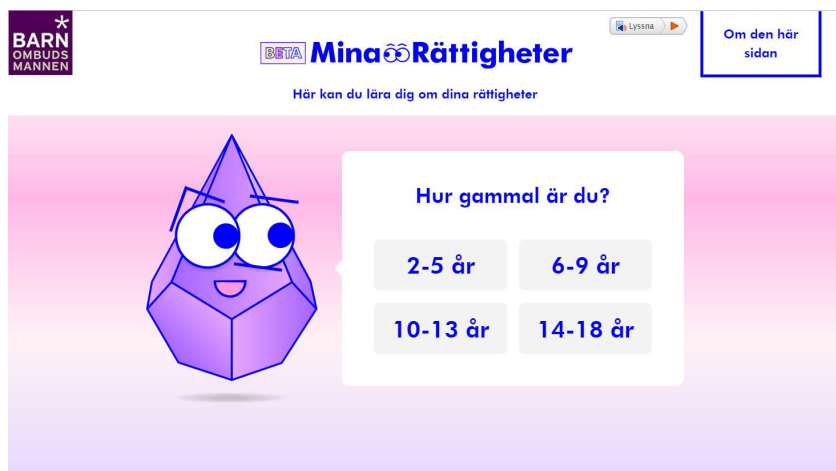 BARN
OMBUDS
MANNEN
BETA Mina Rättigheter
Lyssna
Om den här
sidan
Här kan du lära dig om dina rättigheter
Hur gammal är du?
2-5 år
6-9 år
10-13 år
14-18 år